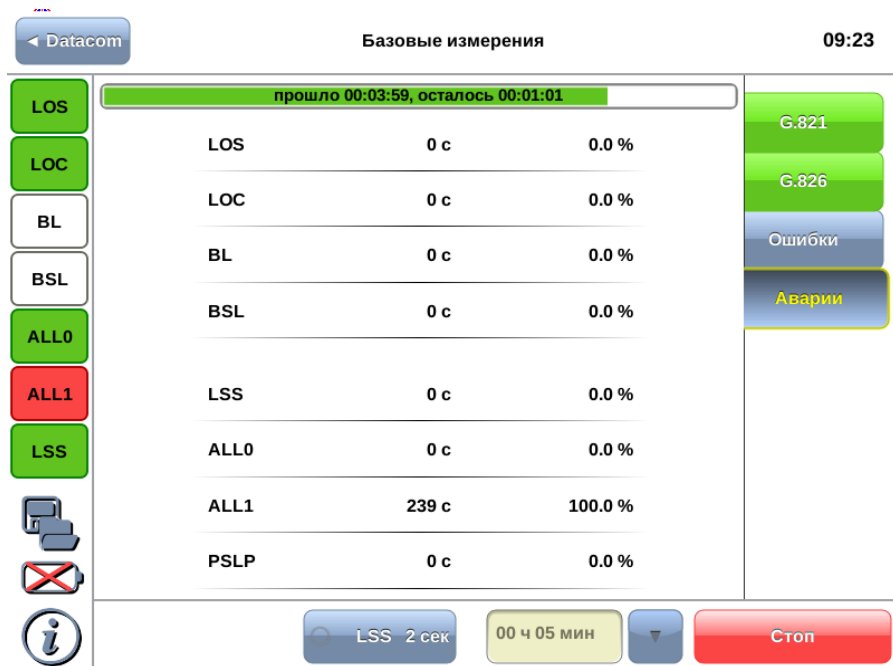 ◄ Datacom
Базовые измерения
09:23
LOS
LOC
BL
BSL
ALL0
ALL1
LSS
прошло 00:03:59, осталось 00:01:01
LOS 0 с 0.0 %
LOC 0 с 0.0 %
BL 0 с 0.0 %
BSL 0 с 0.0 %
LSS 0 с 0.0 %
ALL0 0 с 0.0 %
ALL1 239 с 100.0 %
PSLP 0 с 0.0 %
G.821
G.826
Ошибки
Аварии
i
LSS 2 сек
00 ч 05 мин
▼
Стоп